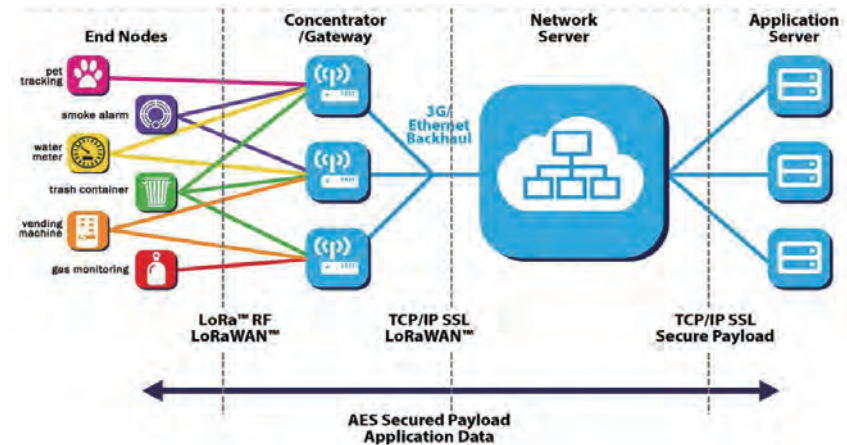 End Nodes
Concentrator
/Gateway
Network
Server
Application
Server
pet
tracking
smoke alarm
water
meter
trash container
vending
machine
gas monitoring
3G/
Ethernet
Backhaul
LoRa™ RF
LoRaWAN™
TCP/IP SSL
LoRaWAN™
TCP/IP SSL
Secure Payload
AES Secured Payload
Application Data